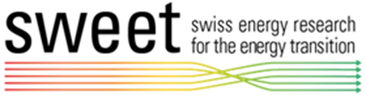 sweet
swiss energy research
for the energy transition